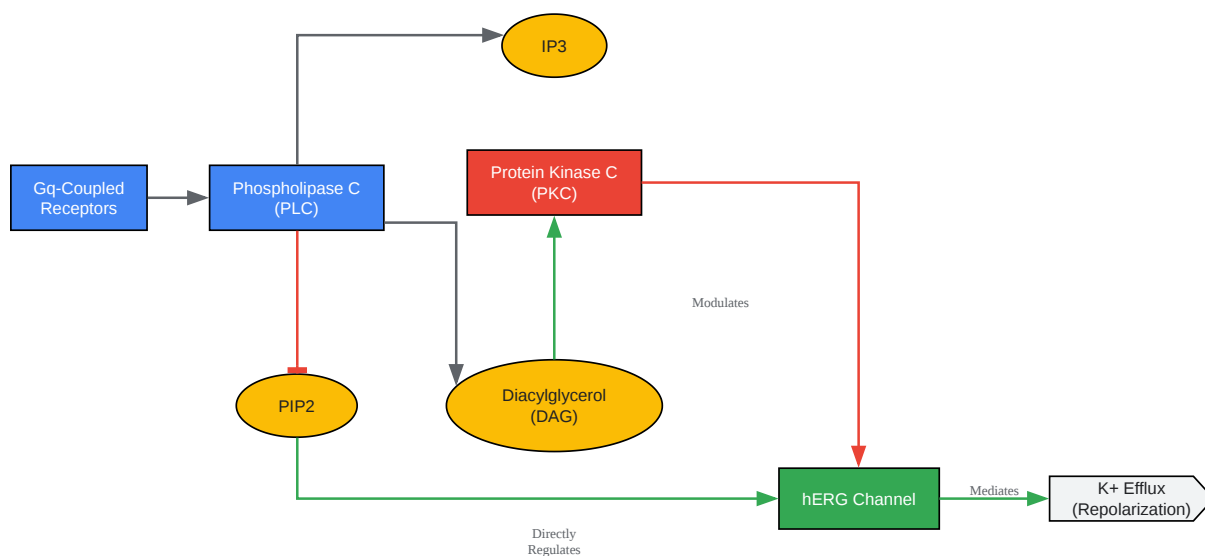 IP3
Gq-Coupled
Receptors
Phospholipase C
(PLC)
Protein Kinase C
(PKC)
Modulates
PIP2
Diacylglycerol
(DAG)
hERG Channel
Mediates
K+ Efflux
(Repolarization)
Directly
Regulates